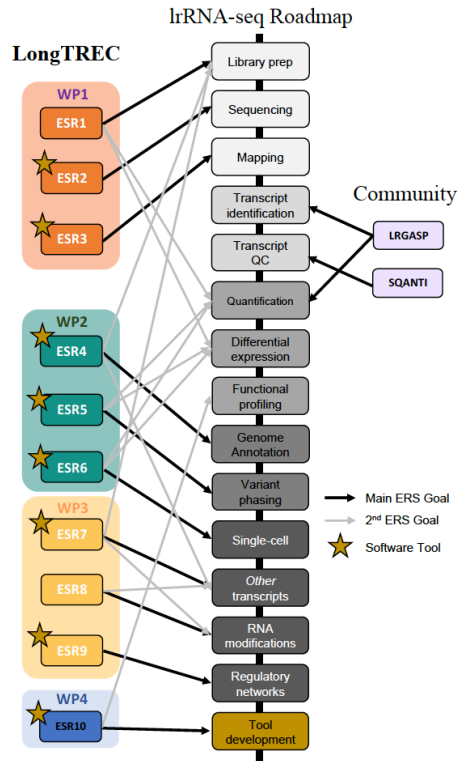 lrRNA-seq Roadmap
LongTREC
WP1
ESR1
ESR2
ESR3
WP2
ESR4
ESR5
ESR6
WP3
ESR7
ESR8
ESR9
WP4
ESR10
Library prep
Sequencing
Mapping
Transcript
identification
Transcript
QC
Quantification
Differential
expression
Functional
profiling
Genome
Annotation
Variant
phasing
Single-cell
Other
transcripts
RNA
modifications
Regulatory
networks
Tool
development
Community
LRGASP
SQANTI
Main ERS Goal
2nd ERS Goal
Software Tool